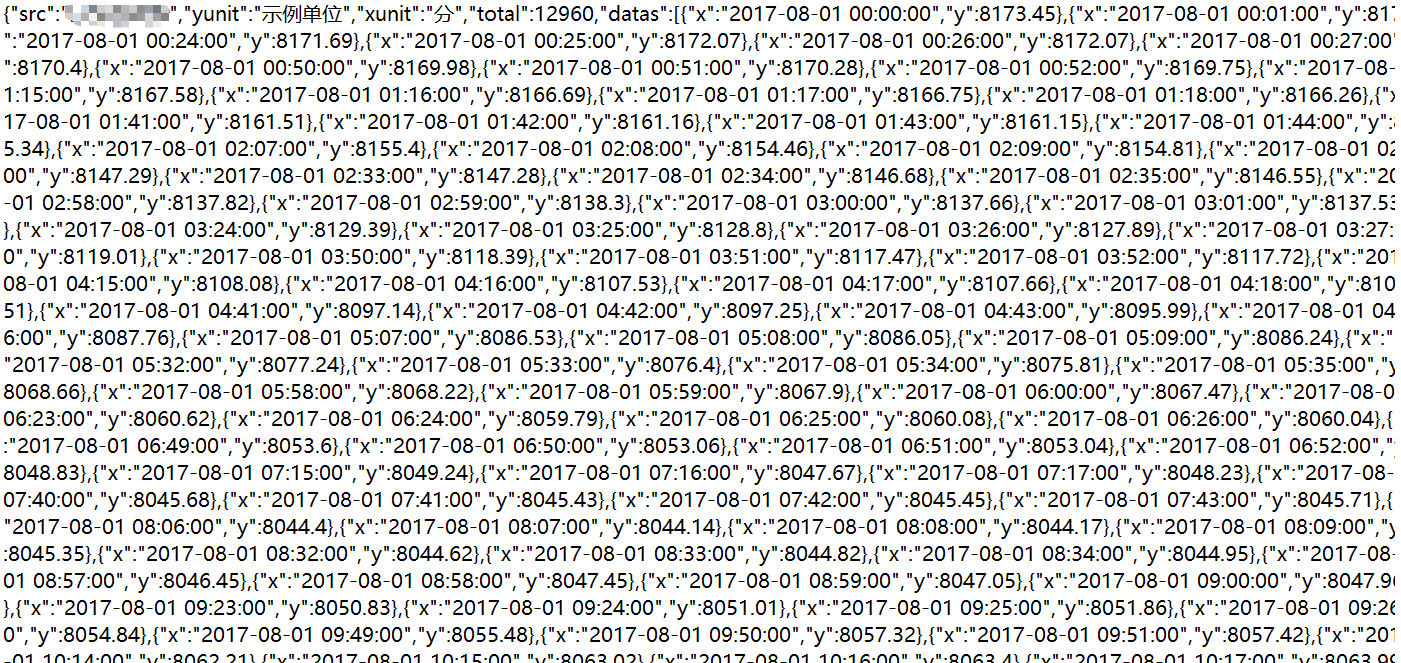 {"src":"","yunit":"示例单位","xunit":"分","total":12960,"datas":[{"x":"2017-08-01 00:00:00","y":8173.45},{"x":"2017-08-01 00:01:00","y":817
":"2017-08-01 00:24:00","y":8171.69},{"x":"2017-08-01 00:25:00","y":8172.07},{"x":"2017-08-01 00:26:00","y":8172.07},{"x":"2017-08-01 00:27:00"
":8170.4},{"x":"2017-08-01 00:50:00","y":8169.98},{"x":"2017-08-01 00:51:00","y":8170.28},{"x":"2017-08-01 00:52:00","y":8169.75},{"x":"2017-08-
1:15:00","y":8167.58},{"x":"2017-08-01 01:16:00","y":8166.69},{"x":"2017-08-01 01:17:00","y":8166.75},{"x":"2017-08-01 01:18:00","y":8166.26},{"x
17-08-01 01:41:00","y":8161.51},{"x":"2017-08-01 01:42:00","y":8161.16},{"x":"2017-08-01 01:43:00","y":8161.15},{"x":"2017-08-01 01:44:00","y":
5.34},{"x":"2017-08-01 02:07:00","y":8155.4},{"x":"2017-08-01 02:08:00","y":8154.46},{"x":"2017-08-01 02:09:00","y":8154.81},{"x":"2017-08-01 02
00","y":8147.29},{"x":"2017-08-01 02:33:00","y":8147.28},{"x":"2017-08-01 02:34:00","y":8146.68},{"x":"2017-08-01 02:35:00","y":8146.55},{"x":"20
-01 02:58:00","y":8137.82},{"x":"2017-08-01 02:59:00","y":8138.3},{"x":"2017-08-01 03:00:00","y":8137.66},{"x":"2017-08-01 03:01:00","y":8137.53
},{"x":"2017-08-01 03:24:00","y":8129.39},{"x":"2017-08-01 03:25:00","y":8128.8},{"x":"2017-08-01 03:26:00","y":8127.89},{"x":"2017-08-01 03:27:
0","y":8119.01},{"x":"2017-08-01 03:50:00","y":8118.39},{"x":"2017-08-01 03:51:00","y":8117.47},{"x":"2017-08-01 03:52:00","y":8117.72},{"x":"201
08-01 04:15:00","y":8108.08},{"x":"2017-08-01 04:16:00","y":8107.53},{"x":"2017-08-01 04:17:00","y":8107.66},{"x":"2017-08-01 04:18:00","y":810
51},{"x":"2017-08-01 04:41:00","y":8097.14},{"x":"2017-08-01 04:42:00","y":8097.25},{"x":"2017-08-01 04:43:00","y":8095.99},{"x":"2017-08-01 04
6:00","y":8087.76},{"x":"2017-08-01 05:07:00","y":8086.53},{"x":"2017-08-01 05:08:00","y":8086.05},{"x":"2017-08-01 05:09:00","y":8086.24},{"x":"
"2017-08-01 05:32:00","y":8077.24},{"x":"2017-08-01 05:33:00","y":8076.4},{"x":"2017-08-01 05:34:00","y":8075.81},{"x":"2017-08-01 05:35:00","y
8068.66},{"x":"2017-08-01 05:58:00","y":8068.22},{"x":"2017-08-01 05:59:00","y":8067.9},{"x":"2017-08-01 06:00:00","y":8067.47},{"x":"2017-08-0
06:23:00","y":8060.62},{"x":"2017-08-01 06:24:00","y":8059.79},{"x":"2017-08-01 06:25:00","y":8060.08},{"x":"2017-08-01 06:26:00","y":8060.04},{
:"2017-08-01 06:49:00","y":8053.6},{"x":"2017-08-01 06:50:00","y":8053.06},{"x":"2017-08-01 06:51:00","y":8053.04},{"x":"2017-08-01 06:52:00","
8048.83},{"x":"2017-08-01 07:15:00","y":8049.24},{"x":"2017-08-01 07:16:00","y":8047.67},{"x":"2017-08-01 07:17:00","y":8048.23},{"x":"2017-08-
07:40:00","y":8045.68},{"x":"2017-08-01 07:41:00","y":8045.43},{"x":"2017-08-01 07:42:00","y":8045.45},{"x":"2017-08-01 07:43:00","y":8045.71},{
"2017-08-01 08:06:00","y":8044.4},{"x":"2017-08-01 08:07:00","y":8044.14},{"x":"2017-08-01 08:08:00","y":8044.17},{"x":"2017-08-01 08:09:00","y
:8045.35},{"x":"2017-08-01 08:32:00","y":8044.62},{"x":"2017-08-01 08:33:00","y":8044.82},{"x":"2017-08-01 08:34:00","y":8044.95},{"x":"2017-08-
01 08:57:00","y":8046.45},{"x":"2017-08-01 08:58:00","y":8047.45},{"x":"2017-08-01 08:59:00","y":8047.05},{"x":"2017-08-01 09:00:00","y":8047.96
},{"x":"2017-08-01 09:23:00","y":8050.83},{"x":"2017-08-01 09:24:00","y":8051.01},{"x":"2017-08-01 09:25:00","y":8051.86},{"x":"2017-08-01 09:26
0","y":8054.84},{"x":"2017-08-01 09:49:00","y":8055.48},{"x":"2017-08-01 09:50:00","y":8057.32},{"x":"2017-08-01 09:51:00","y":8057.42},{"x":"201
-01 10:14:00","y":8062.21},{"x":"2017-08-01 10:15:00","y":8063.02},{"x":"2017-08-01 10:16:00","y":8063.4},{"x":"2017-08-01 10:17:00","y":8063.99